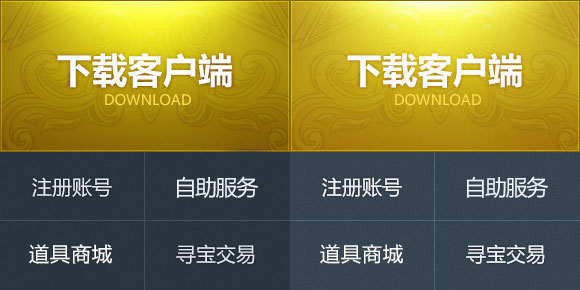 下载客户端 下载客户端
DOWNLOAD DOWNLOAD
注册账号 自助服务 注册账号 自助服务
道具商城 寻宝交易 道具商城 寻宝交易